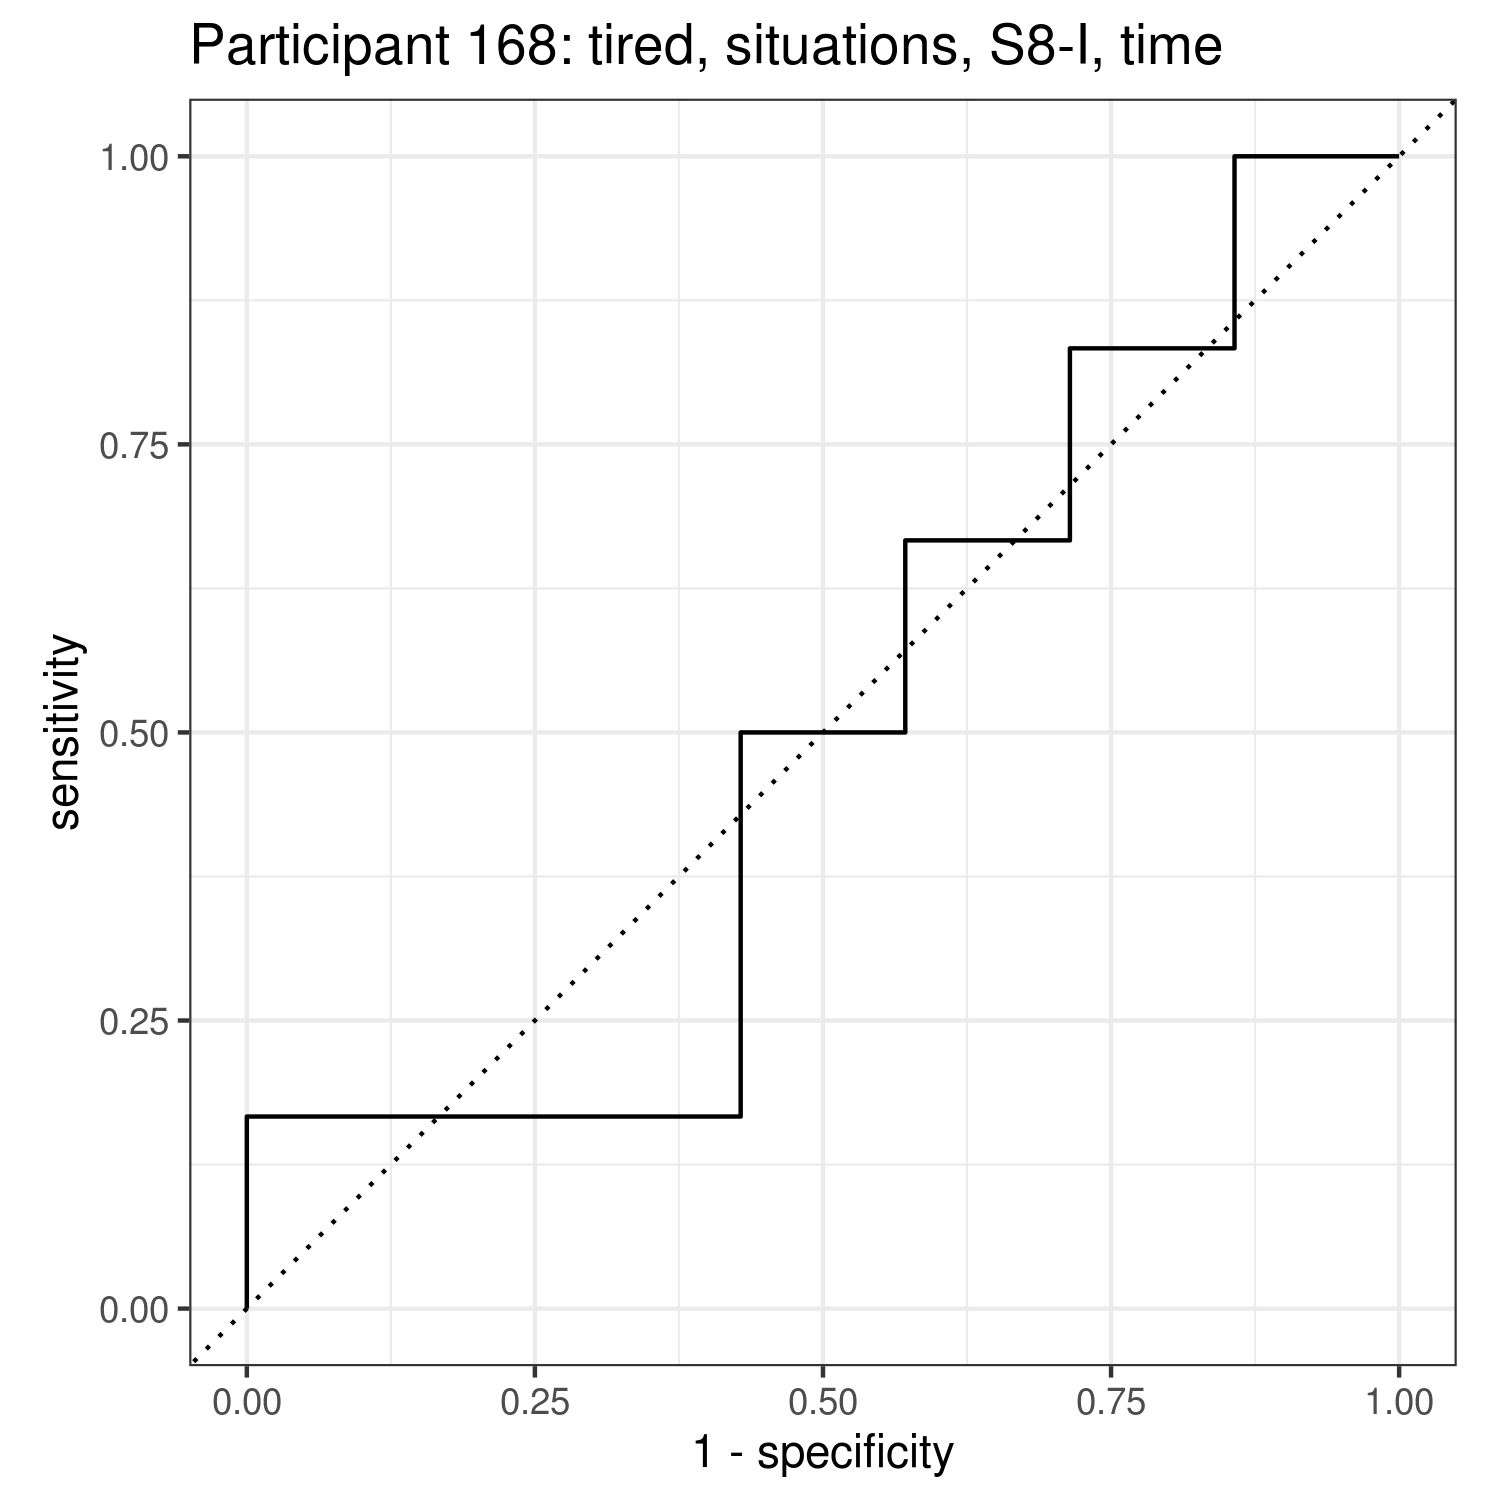 Participant 168: tired, situations, S8-I, time
1.00
0.75
0.50
0.25
0.00
sensitivity
0.00 0.25 0.50 0.75 1.00
1 - specificity